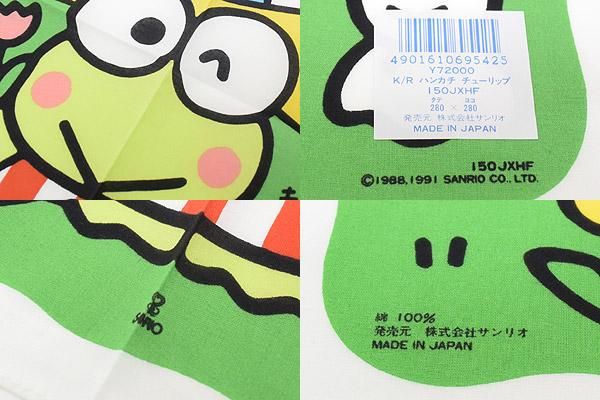 4901610695425
Y72000
K/R ハンカチ チューリップ
150JXHF
タテ ヨコ
280 × 280
発売元 株式会社サンリオ
MADE IN JAPAN
150JXHF
©1988,1991 SANRIO CO., LTD.
SANRIO
綿 100%
発売元 株式会社サンリオ
MADE IN JAPAN